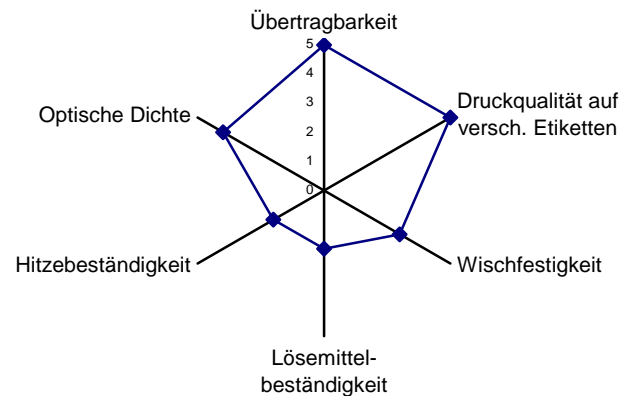 Übertragbarkeit
5
4
3
2
1
0
Druckqualität auf
versch. Etiketten
Wischfestigkeit
Lösemittel-
beständigkeit
Hitzebeständigkeit
Optische Dichte